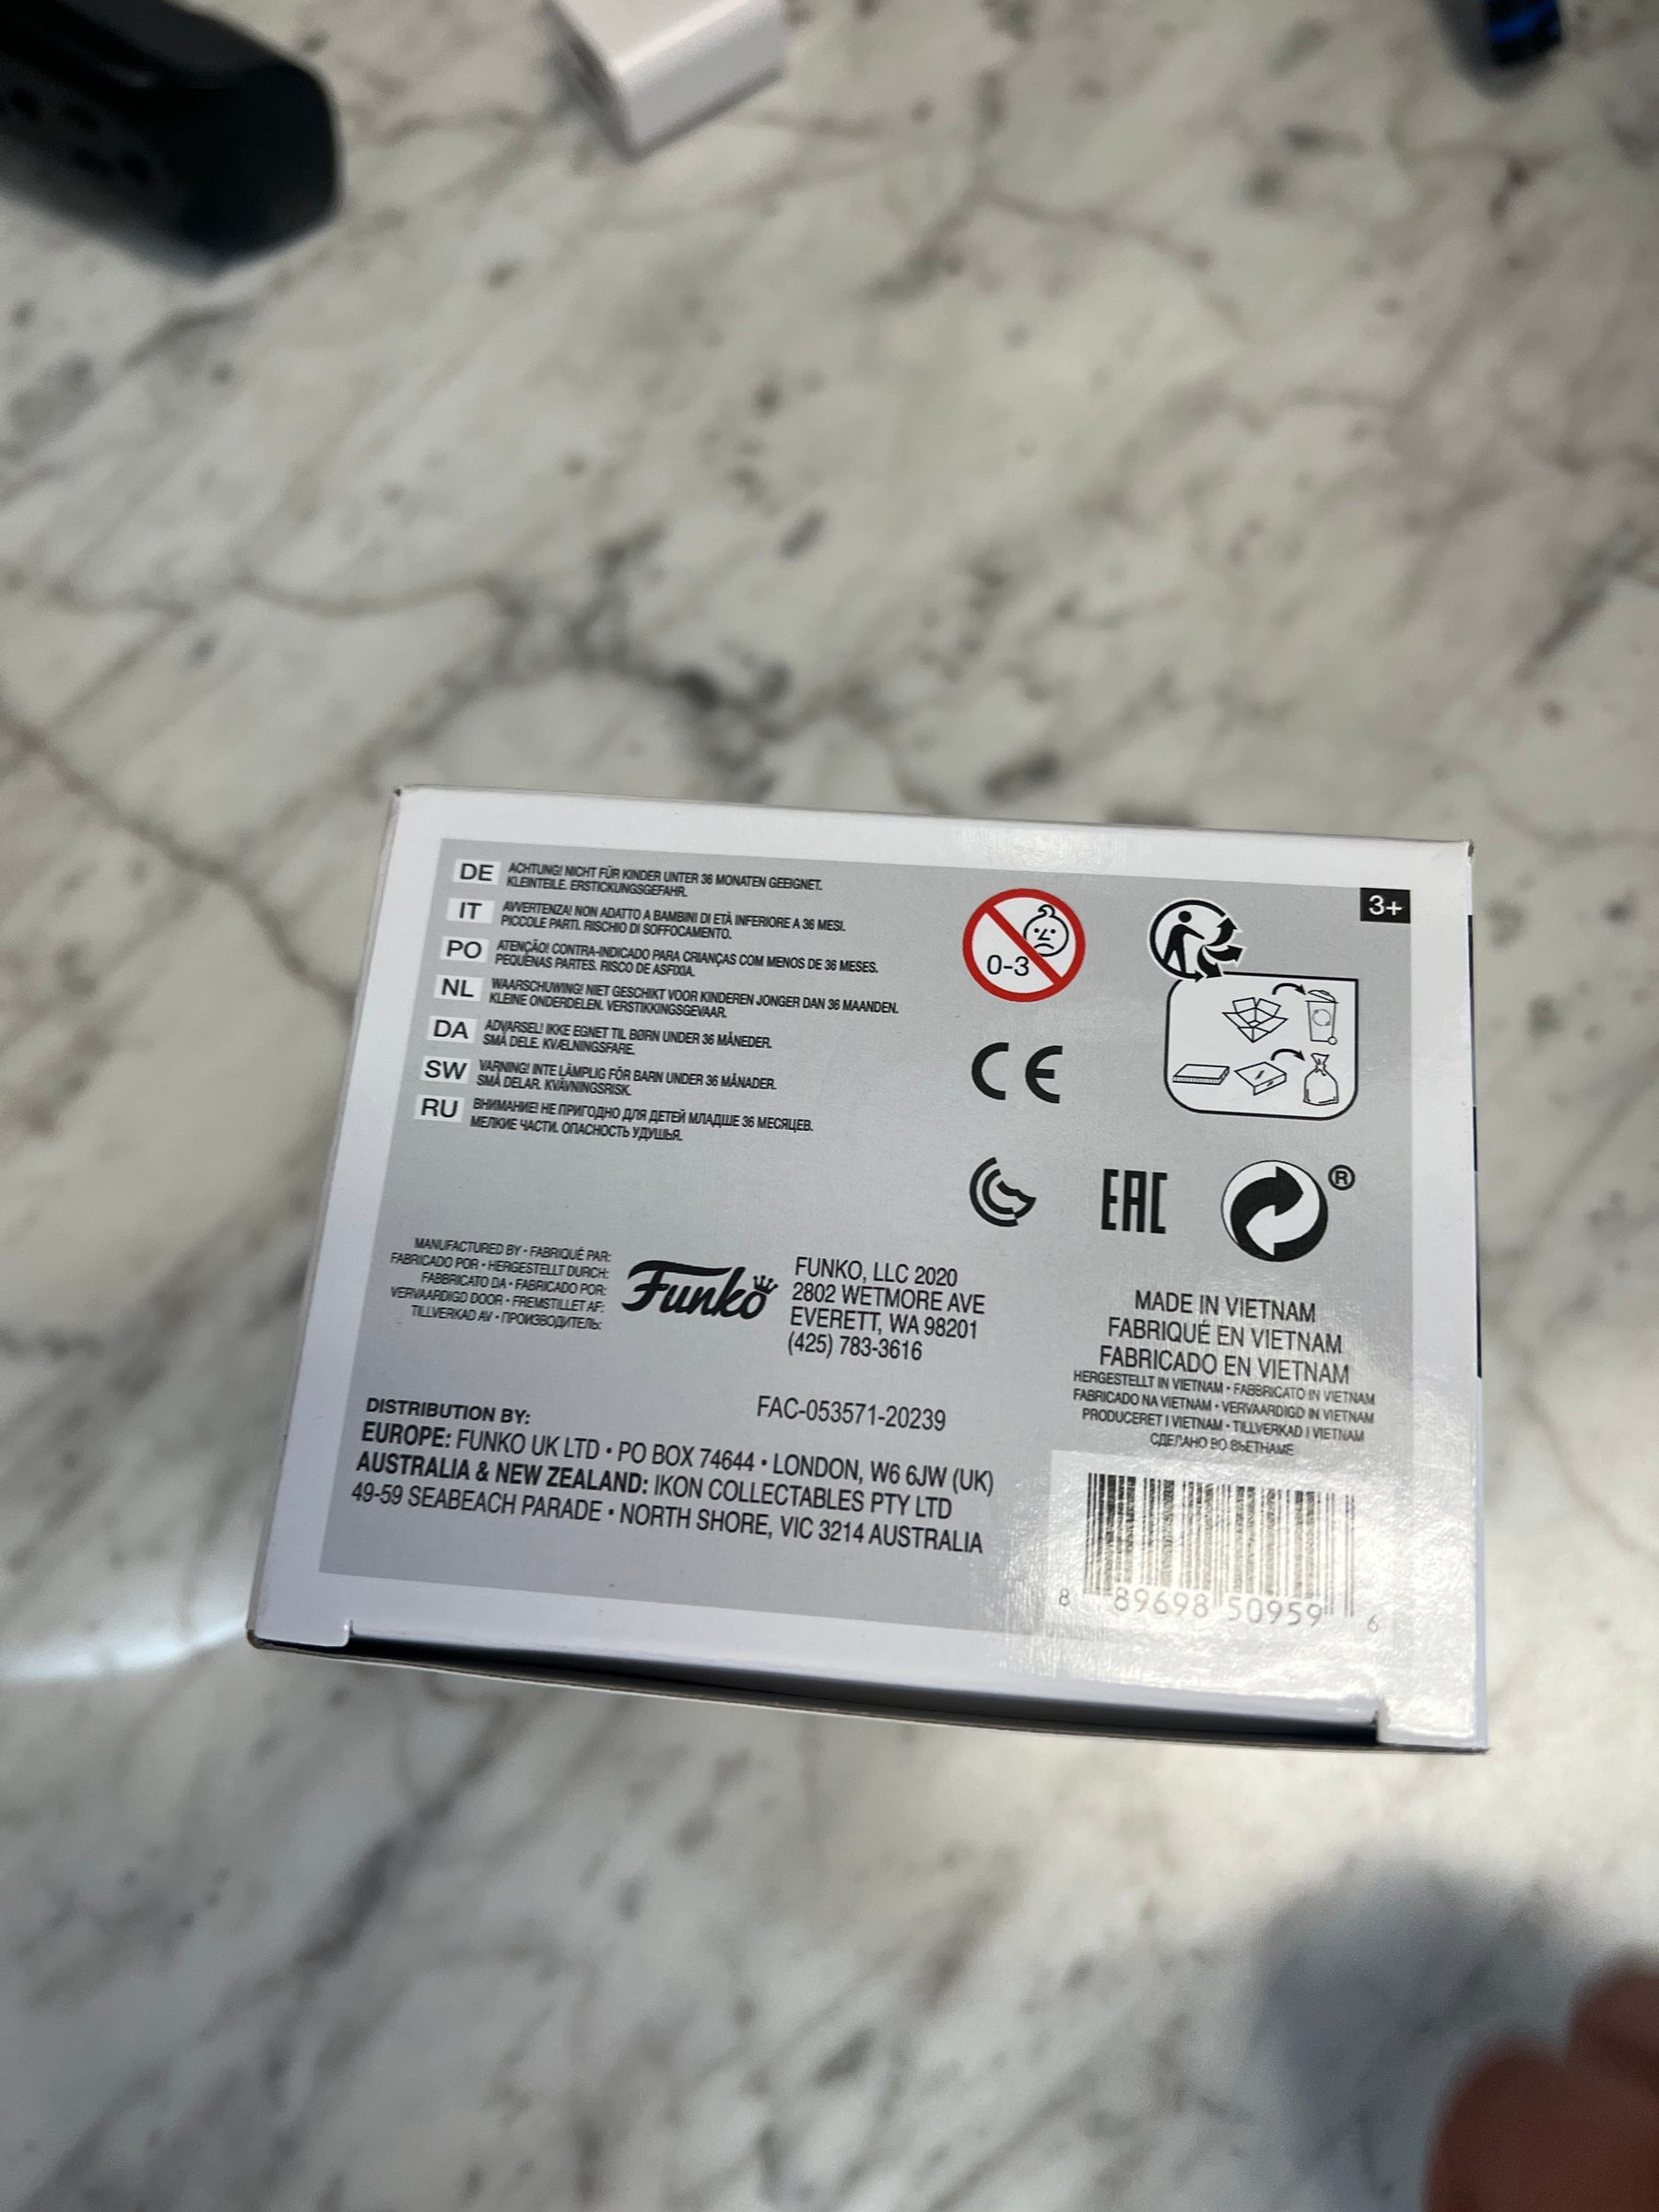 DE ACHTUNG! NICHT FÜR KINDER UNTER 36 MONATEN GEEIGNET.
KLEINTEILE. ERSTICKUNGSGEFAHR.
IT AVVERTENZA! NON ADATTO A BAMBINI DI ETÀ INFERIORE A 36 MESI.
PICCOLE PARTI. RISCHIO DI SOFFOCAMENTO.
PO ATENÇÃO! CONTRA-INDICADO PARA CRIANÇAS COM MENOS DE 36 MESES.
PEQUENAS PARTES. RISCO DE ASFIXIA.
NL WAARSCHUWING! NIET GESCHIKT VOOR KINDEREN JONGER DAN 36 MAANDEN.
KLEINE ONDERDELEN. VERSTIKKINGSGEVAAR.
DA ADVARSEL! IKKE EGNET TIL BØRN UNDER 36 MÅNEDER.
SMÅ DELE. KVÆLNINGSFARE.
SW VARNING! INTE LÄMPLIG FÖR BARN UNDER 36 MÅNADER.
SMÅ DELAR. KVÄVNINGSRISK.
RU ВНИМАНИЕ! НЕ ПРИГОДНО ДЛЯ ДЕТЕЙ МЛАДШЕ 36 МЕСЯЦЕВ.
МЕЛКИЕ ЧАСТИ. ОПАСНОСТЬ УДУШЬЯ.
0-3
3+
CE
EAC
®
MANUFACTURED BY • FABRIQUÉ PAR:
FABRICADO POR • HERGESTELLT DURCH:
FABBRICATO DA • FABRICADO POR:
VERVAARDIGD DOOR • FREMSTILLET AF:
TILLVERKAD AV • ПРОИЗВОДИТЕЛЬ:
Funko
FUNKO, LLC 2020
2802 WETMORE AVE
EVERETT, WA 98201
(425) 783-3616
FAC-053571-20239
DISTRIBUTION BY:
EUROPE: FUNKO UK LTD • PO BOX 74644 • LONDON, W6 6JW (UK)
AUSTRALIA & NEW ZEALAND: IKON COLLECTABLES PTY LTD
49-59 SEABEACH PARADE • NORTH SHORE, VIC 3214 AUSTRALIA
MADE IN VIETNAM
FABRIQUÉ EN VIETNAM
FABRICADO EN VIETNAM
HERGESTELLT IN VIETNAM • FABBRICATO IN VIETNAM
FABRICADO NA VIETNAM • VERVAARDIGD IN VIETNAM
PRODUCERET I VIETNAM • TILLVERKAD I VIETNAM
СДЕЛАНО ВО ВЬЕТНАМЕ
8 89698 50959 6